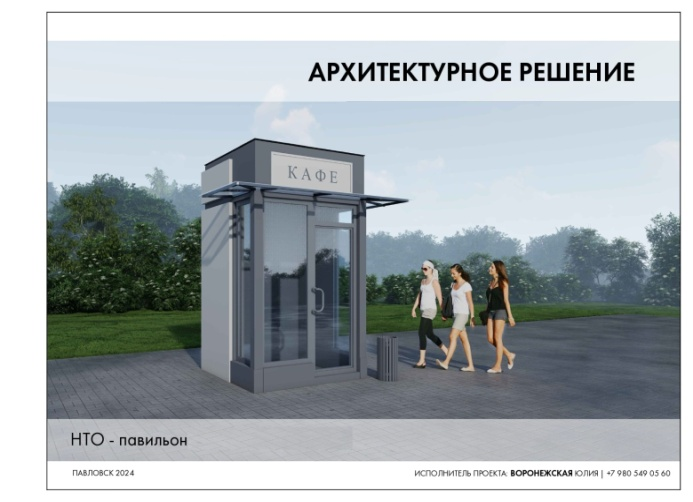 АРХИТЕКТУРНОЕ РЕШЕНИЕ
КАФЕ
НТО - павильон
ПАВЛОВСК 2024
ИСПОЛНИТЕЛЬ ПРОЕКТА: ВОРОНЕЖСКАЯ ЮЛИЯ | +7 980 549 05 60